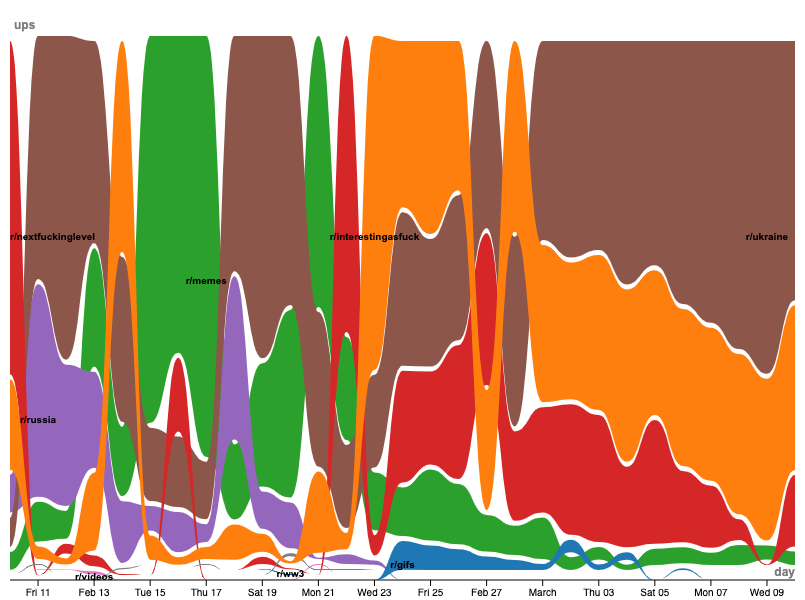 ups
r/nextfuckinglevel
r/interestingasfuck
r/ukraine
r/memes
r/russia
r/gifs
r/ww3
r/videos
day
Fri 11
Feb 13
Tue 15
Thu 17
Sat 19
Mon 21
Wed 23
Fri 25
Feb 27
March
Thu 03
Sat 05
Mon 07
Wed 09